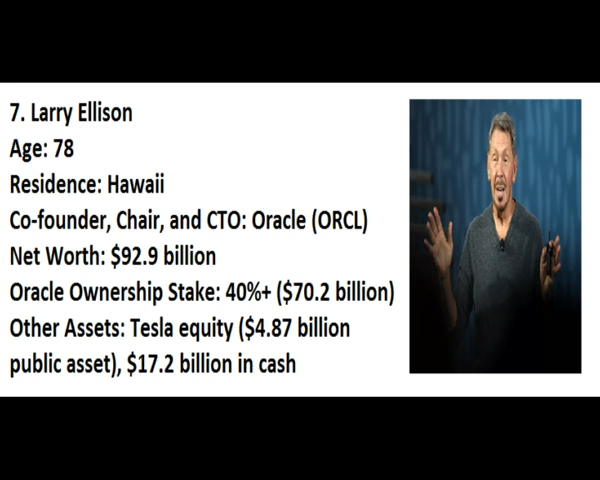 7. Larry Ellison
Age: 78
Residence: Hawaii
Co-founder, Chair, and CTO: Oracle (ORCL)
Net Worth: $92.9 billion
Oracle Ownership Stake: 40%+ ($70.2 billion)
Other Assets: Tesla equity ($4.87 billion
public asset), $17.2 billion in cash